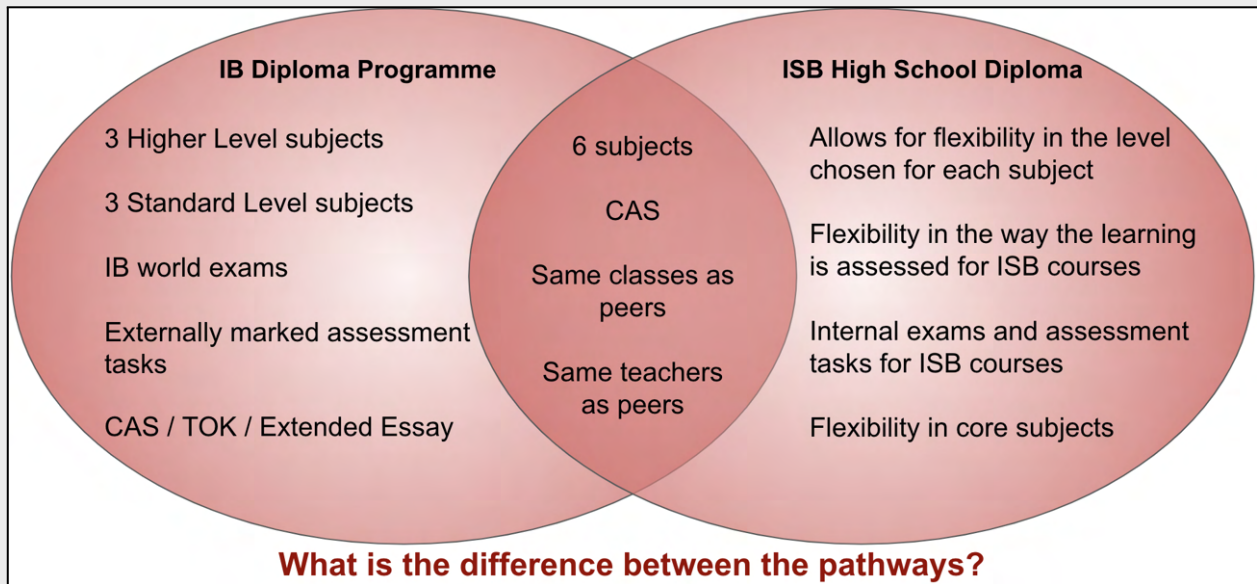 IB Diploma Programme
3 Higher Level subjects
3 Standard Level subjects
IB world exams
Externally marked assessment
tasks
CAS / TOK / Extended Essay
6 subjects
CAS
Same classes as
peers
Same teachers
as peers
ISB High School Diploma
Allows for flexibility in the level
chosen for each subject
Flexibility in the way the learning
is assessed for ISB courses
Internal exams and assessment
tasks for ISB courses
Flexibility in core subjects
What is the difference between the pathways?